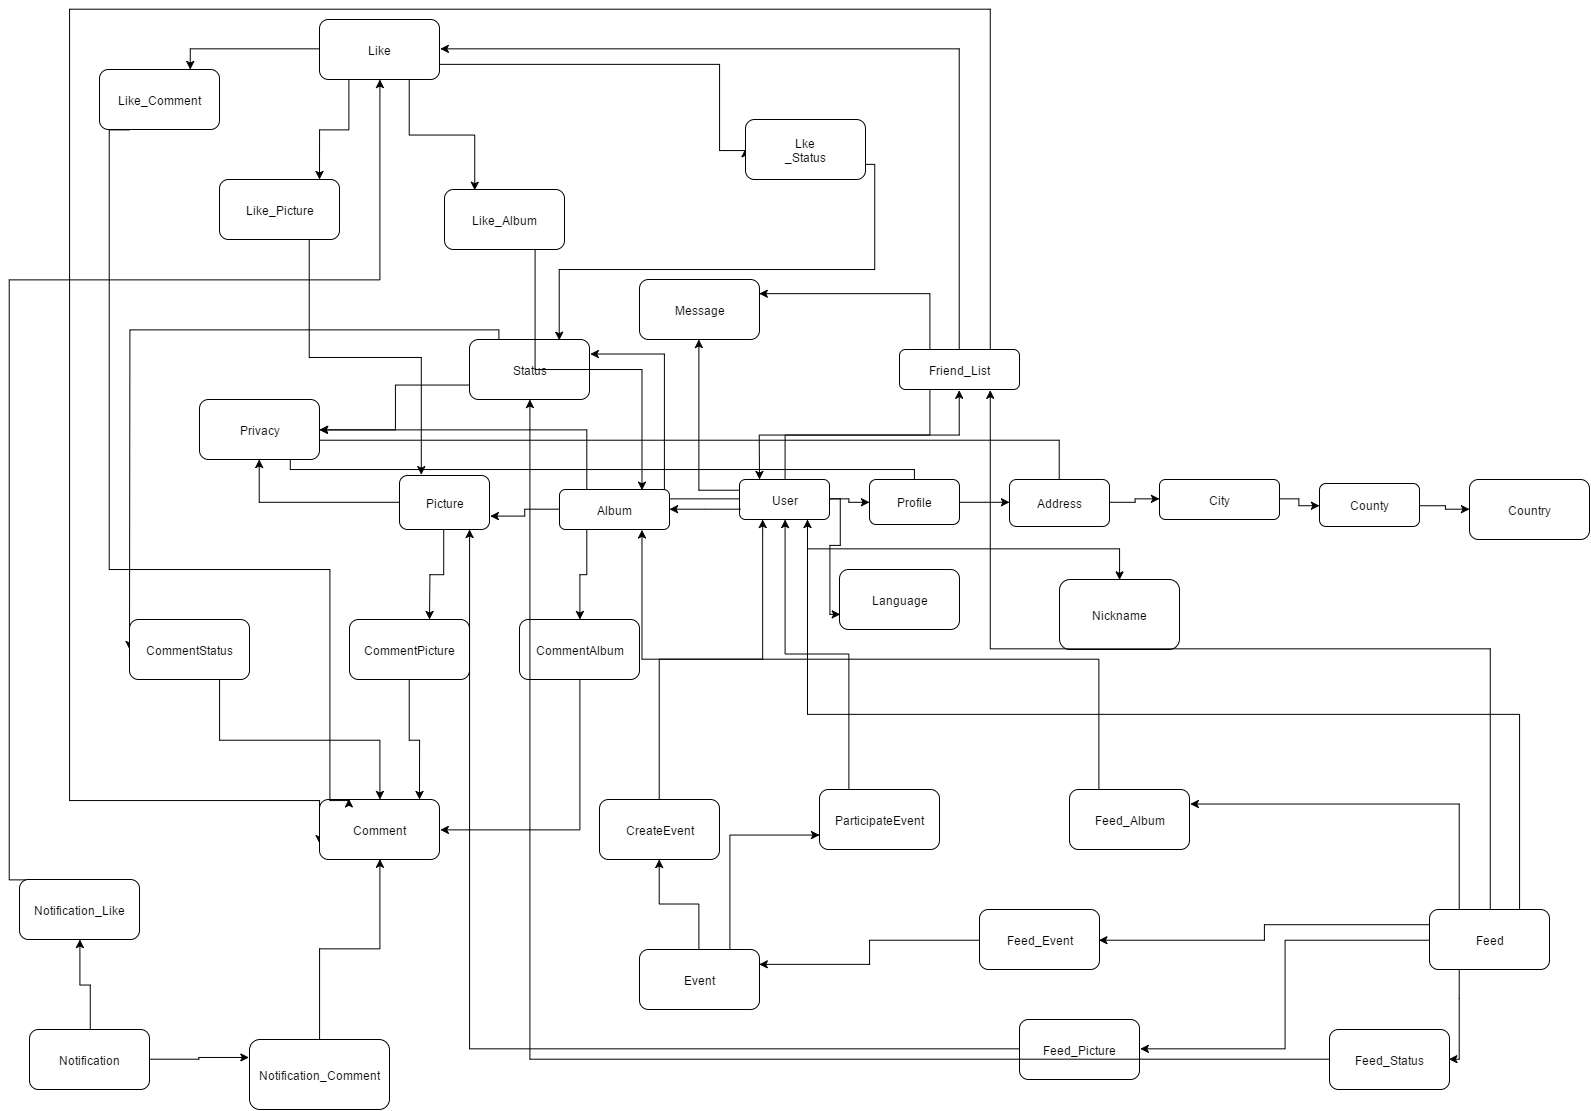 Like
Like_Comment
Lke
_Status
Like_Picture
Like_Album
Message
Status
Friend_List
Privacy
Picture
Album
User
Profile
Address
City
County
Country
Language
Nickname
CommentStatus
CommentPicture
CommentAlbum
Comment
CreateEvent
ParticipateEvent
Feed_Album
Notification_Like
Feed_Event
Feed
Event
Notification
Notification_Comment
Feed_Picture
Feed_Status